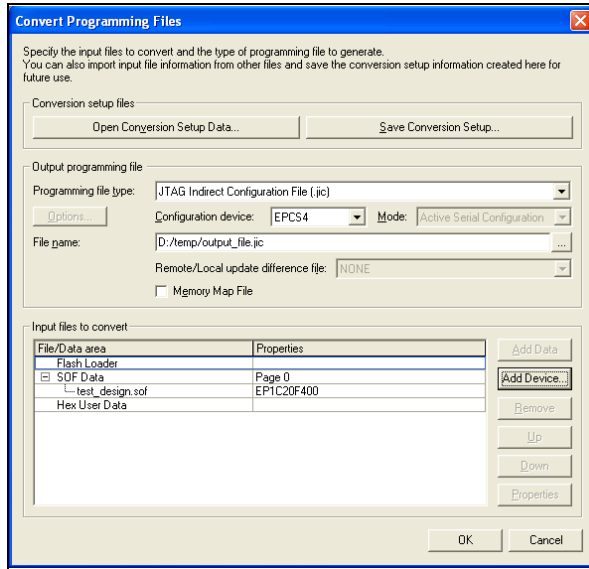 Convert Programming Files
Specify the input files to convert and the type of programming file to generate.
You can also import input file information from other files and save the conversion setup information created here for
future use.
Conversion setup files
Open Conversion Setup Data...
Save Conversion Setup...
Output programming file
Programming file type:
JTAG Indirect Configuration File (.jic)
Options...
Configuration device:
EPCS4
Mode:
Active Serial Configuration
File name:
D:/temp/output_file.jic
...
Remote/Local update difference file:
NONE
Memory Map File
Input files to convert
File/Data area
Properties
Add Data
Flash Loader
SOF Data
Page 0
Add Device...
test_design.sof
EP1C20F400
Hex User Data
Remove
Up
Down
Properties
OK
Cancel